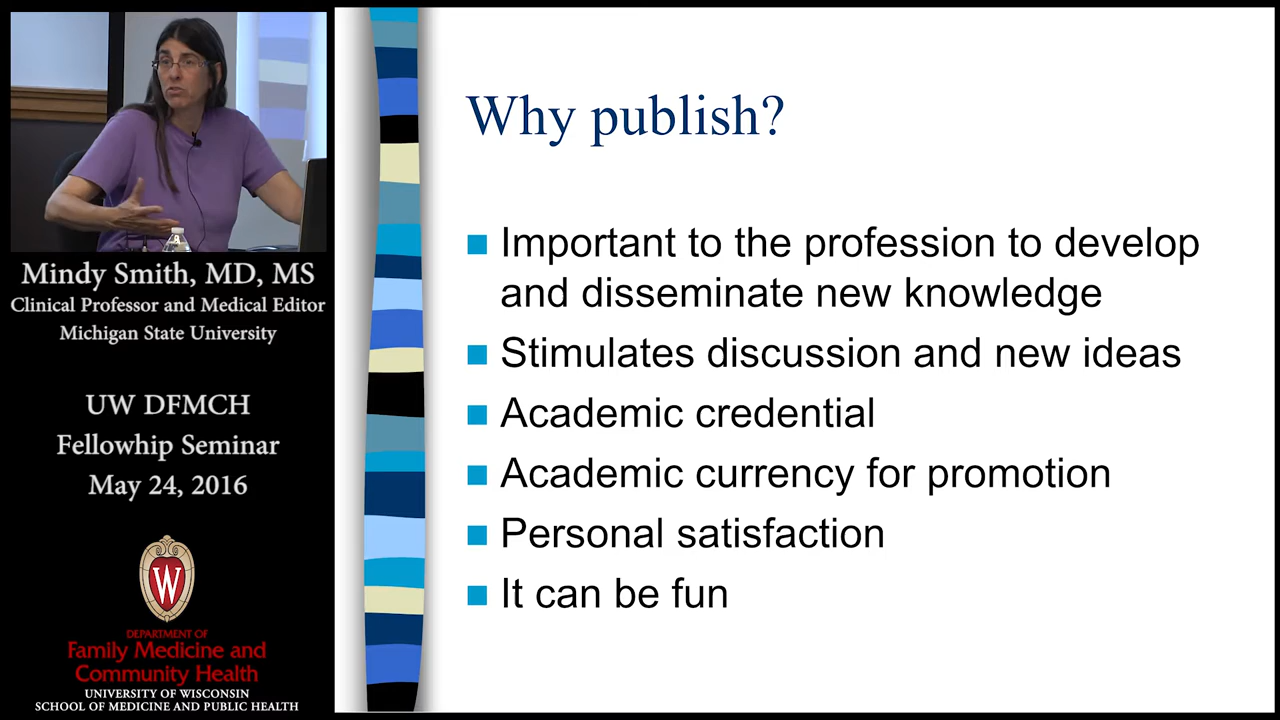 Mindy Smith, MD, MS
Clinical Professor and Medical Editor
Michigan State University
UW DFMCH
Fellowhip Seminar
May 24, 2016
W
DEPARTMENT OF
Family Medicine and
Community Health
UNIVERSITY OF WISCONSIN
SCHOOL OF MEDICINE AND PUBLIC HEALTH
Why publish?
Important to the profession to develop
and disseminate new knowledge
Stimulates discussion and new ideas
Academic credential
Academic currency for promotion
Personal satisfaction
It can be fun